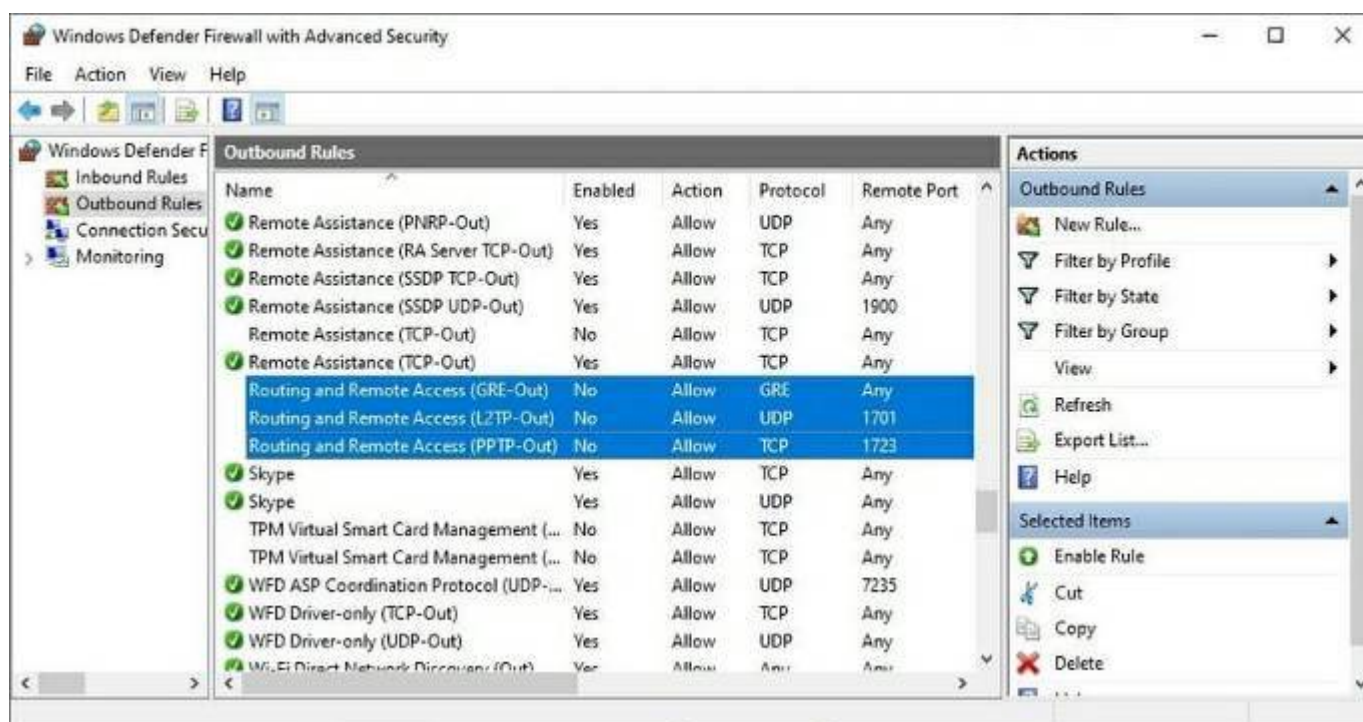 Windows Defender Firewall with Advanced Security
File Action View Help
Windows Defender F
Inbound Rules
Outbound Rules
Connection Secu
Monitoring
Outbound Rules
Name Enabled Action Protocol Remote Port
Remote Assistance (PNRP-Out) Yes Allow UDP Any
Remote Assistance (RA Server TCP-Out) Yes Allow TCP Any
Remote Assistance (SSDP TCP-Out) Yes Allow TCP Any
Remote Assistance (SSDP UDP-Out) Yes Allow UDP 1900
Remote Assistance (TCP-Out) No Allow TCP Any
Remote Assistance (TCP-Out) Yes Allow TCP Any
Routing and Remote Access (GRE-Out) No Allow GRE Any
Routing and Remote Access (L2TP-Out) No Allow UDP 1701
Routing and Remote Access (PPTP-Out) No Allow TCP 1723
Skype Yes Allow TCP Any
Skype Yes Allow UDP Any
TPM Virtual Smart Card Management (... No Allow TCP Any
TPM Virtual Smart Card Management (... No Allow TCP Any
WFD ASP Coordination Protocol (UDP-... Yes Allow UDP 7235
WFD Driver-only (TCP-Out) Yes Allow TCP Any
WFD Driver-only (UDP-Out) Yes Allow UDP Any
Wi-Fi Direct Network Discovery (Out) Yes Allow Any Any
Actions
Outbound Rules
New Rule...
Filter by Profile
Filter by State
Filter by Group
View
Refresh
Export List...
Help
Selected Items
Enable Rule
Cut
Copy
Delete